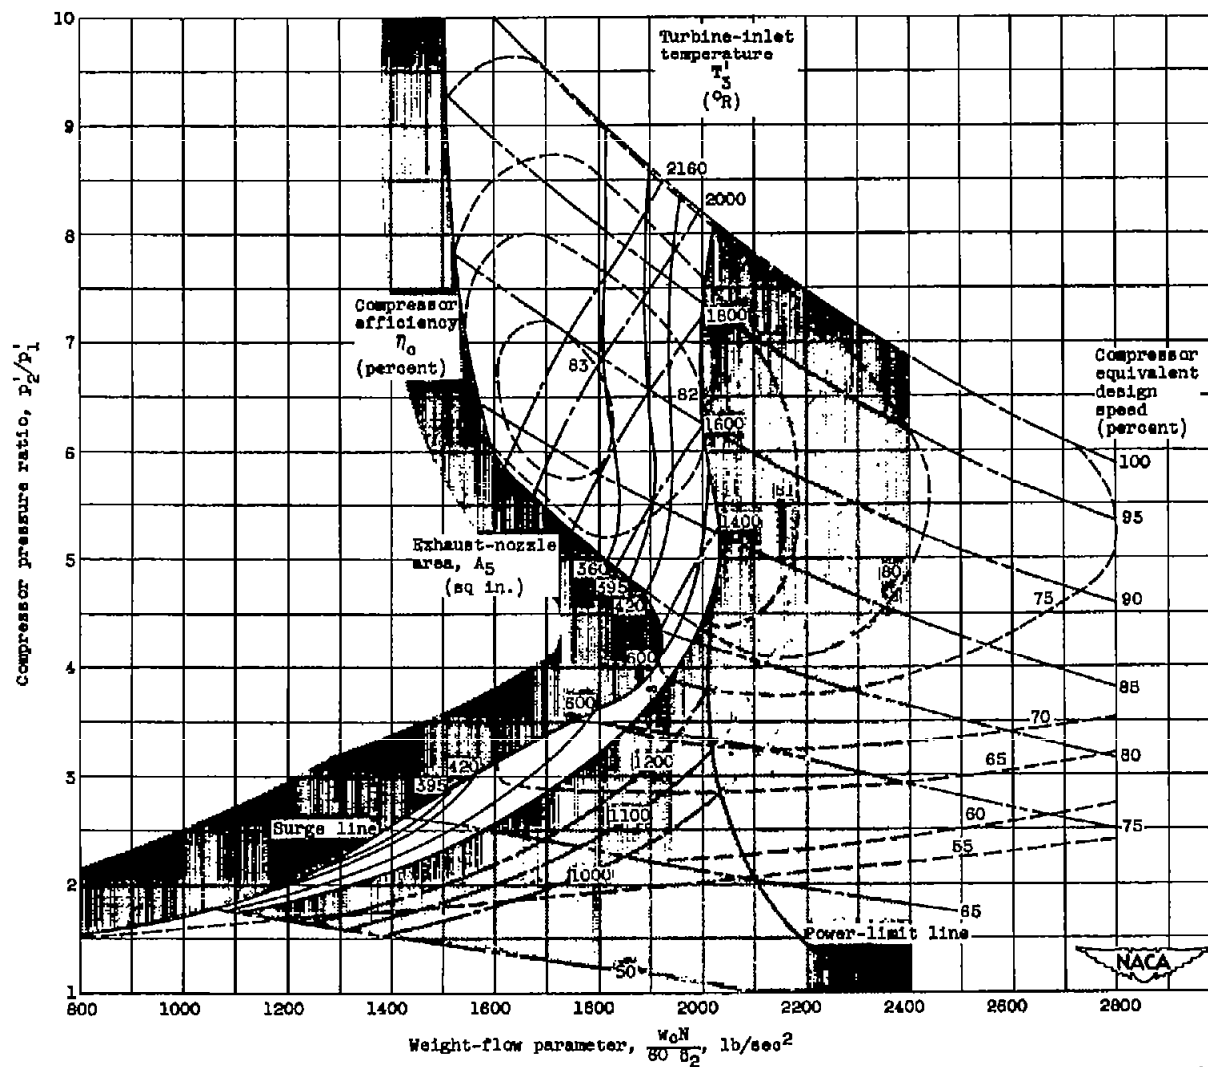 10
9
8
7
6
5
4
3
2
1
Compressor pressure ratio, p'2/p'1
Turbine-inlet
temperature
T'3
(°R)
2160
2000
1800
1600
1400
1200
1100
1000
Compressor
efficiency
ηc
(percent)
83
82
81
80
75
70
65
60
55
Exhaust-nozzle
area, A5
(sq in.)
360
395
420
600
600
420
395
Surge line
Power-limit line
Compressor
equivalent
design
speed
(percent)
100
95
90
85
80
75
65
50
NACA
800
1000
1200
1400
1600
1800
2000
2200
2400
2600
2800
Weight-flow parameter, wcN/60 δ2, lb/sec²